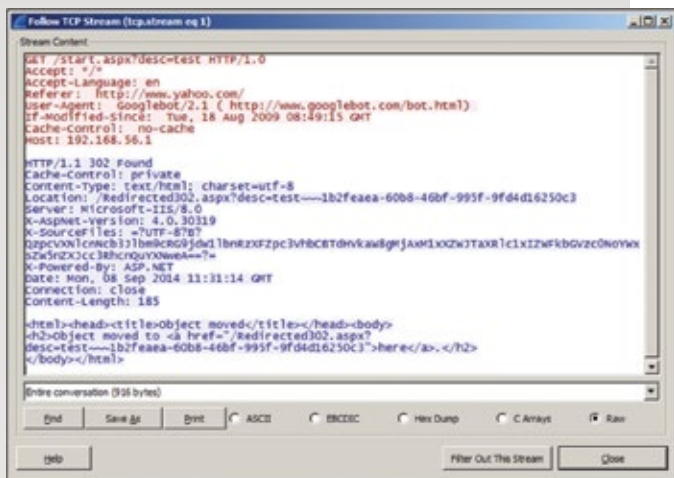 Follow TCP Stream (tcp.stream eq 1)
Stream Content
GET /start.aspx?desc=test HTTP/1.0
Accept: "/"
Accept-Language: en
Referer: http://www.yahoo.com/
User-Agent: Googlebot/2.1 ( http://www.googlebot.com/bot.html)
If-Modified-Since: Tue, 18 Aug 2009 08:49:15 GMT
Cache-Control: no-cache
Host: 192.168.56.1
HTTP/1.1 302 Found
Cache-Control: private
Content-Type: text/html; charset=utf-8
Location: /Redirected302.aspx?desc=test~~~1b2feaea-60b8-46bf-995f-9fd4d16250c3
Server: Microsoft-IIS/8.0
X-AspNet-Version: 4.0.30319
X-SourceFiles: =?UTF-8?B?
X-Powered-By: ASP.NET
Date: Mon, 08 Sep 2014 11:31:14 GMT
Connection: close
Content-Length: 185
<html><head><title>Object moved</title></head><body>
<h2>Object moved to <a href="/Redirected302.aspx?
desc=test~~~1b2feaea-60b8-46bf-995f-9fd4d16250c3">here</a>.</h2>
</body></html>
Entire conversation (916 bytes)
Find Save As Print ASCII EBCDIC Hex Dump C Arrays Raw
Help Filter Out This Stream Close